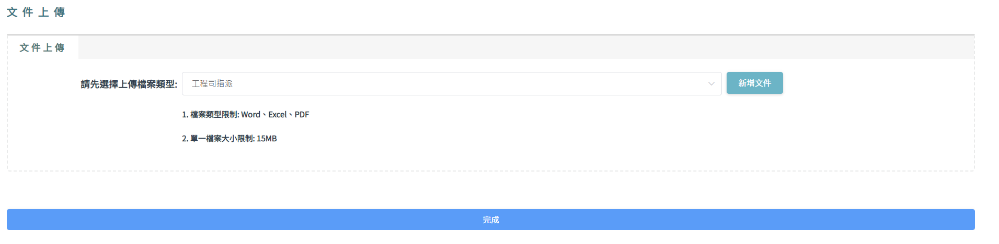 文件上傳
文件上傳
請先選擇上傳檔案類型: 工程司指派 新增文件
1. 檔案類型限制: Word、Excel、PDF
2. 單一檔案大小限制: 15MB
完成